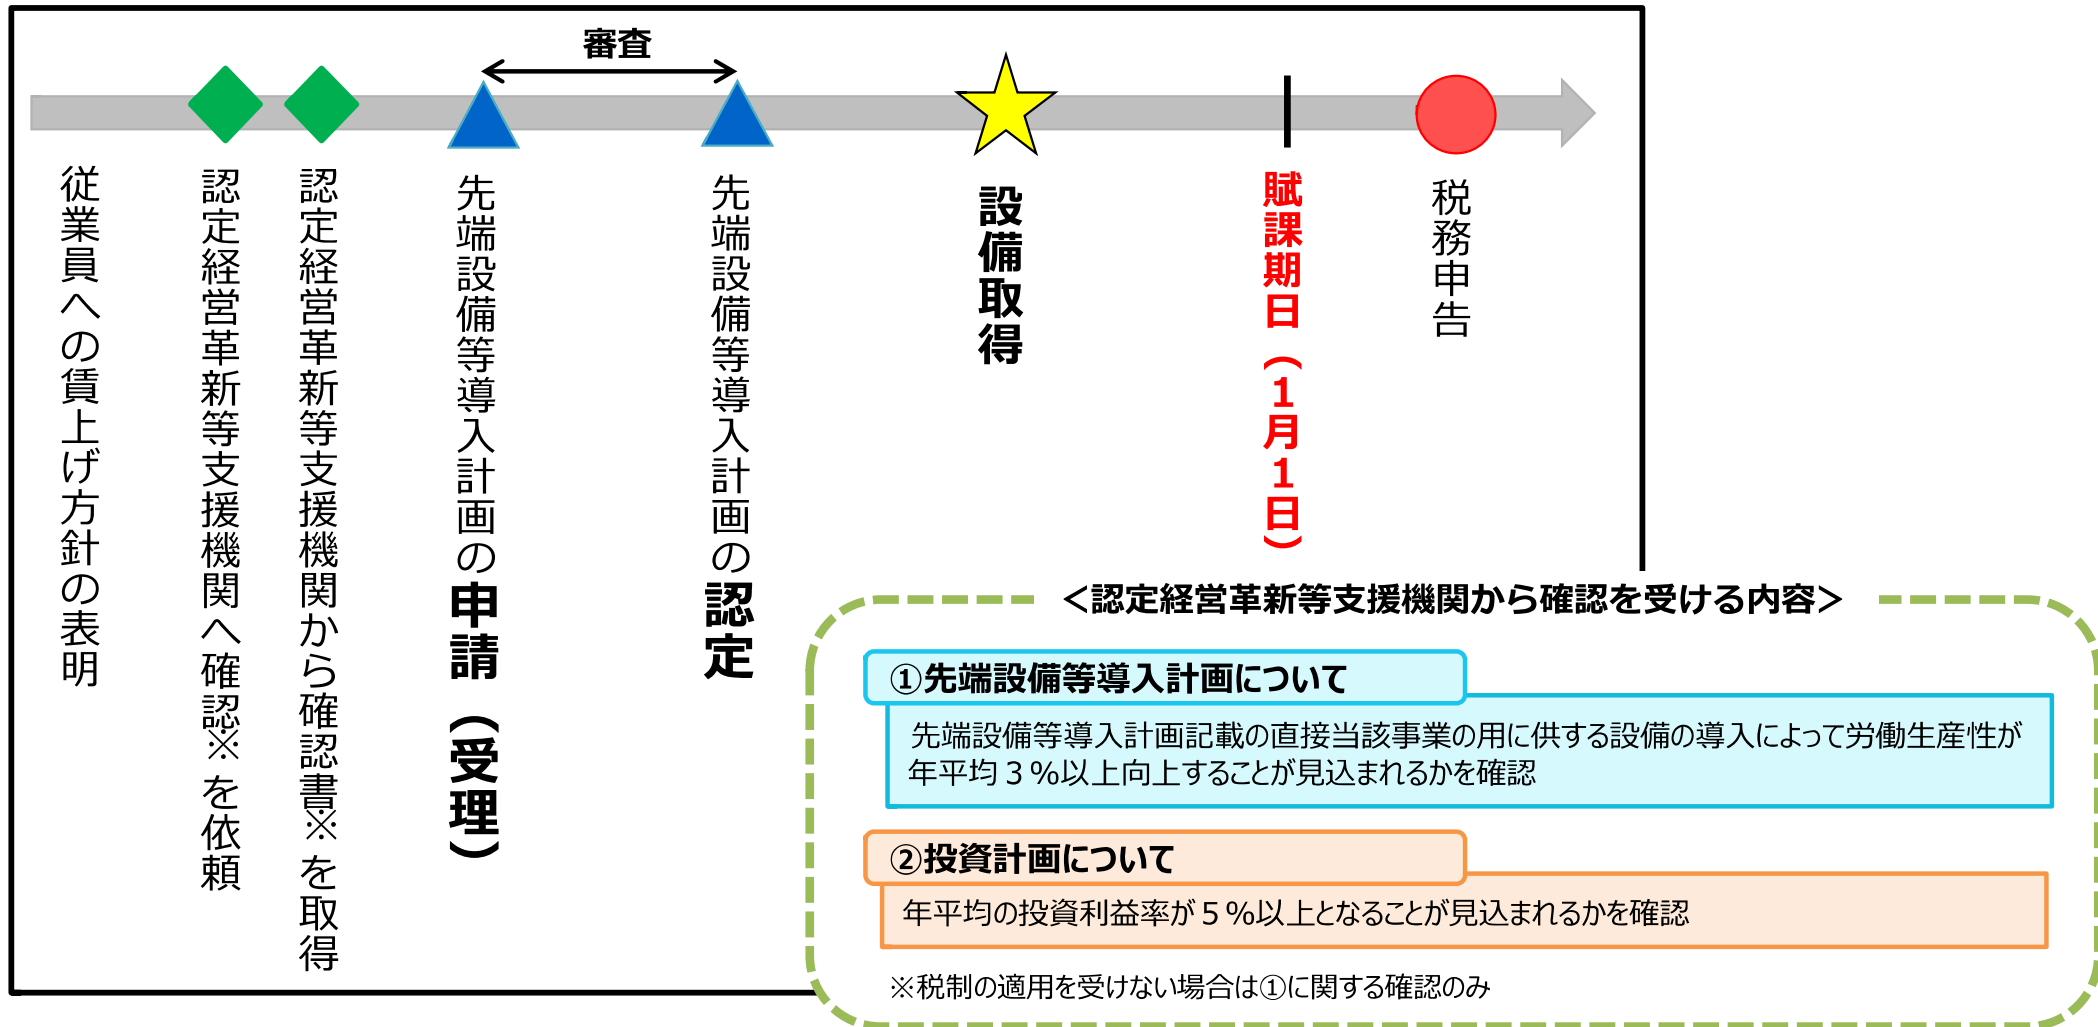 審査
従業員への賃上げ方針の表明
認定経営革新等支援機関へ確認※を依頼
認定経営革新等支援機関から確認書※を取得
先端設備等導入計画の申請（受理）
先端設備等導入計画の認定
設備取得
賦課期日（１月１日）
税務申告
＜認定経営革新等支援機関から確認を受ける内容＞
①先端設備等導入計画について
先端設備等導入計画記載の直接当該事業の用に供する設備の導入によって労働生産性が
年平均３％以上向上することが見込まれるかを確認
②投資計画について
年平均の投資利益率が５％以上となることが見込まれるかを確認
※税制の適用を受けない場合は①に関する確認のみ